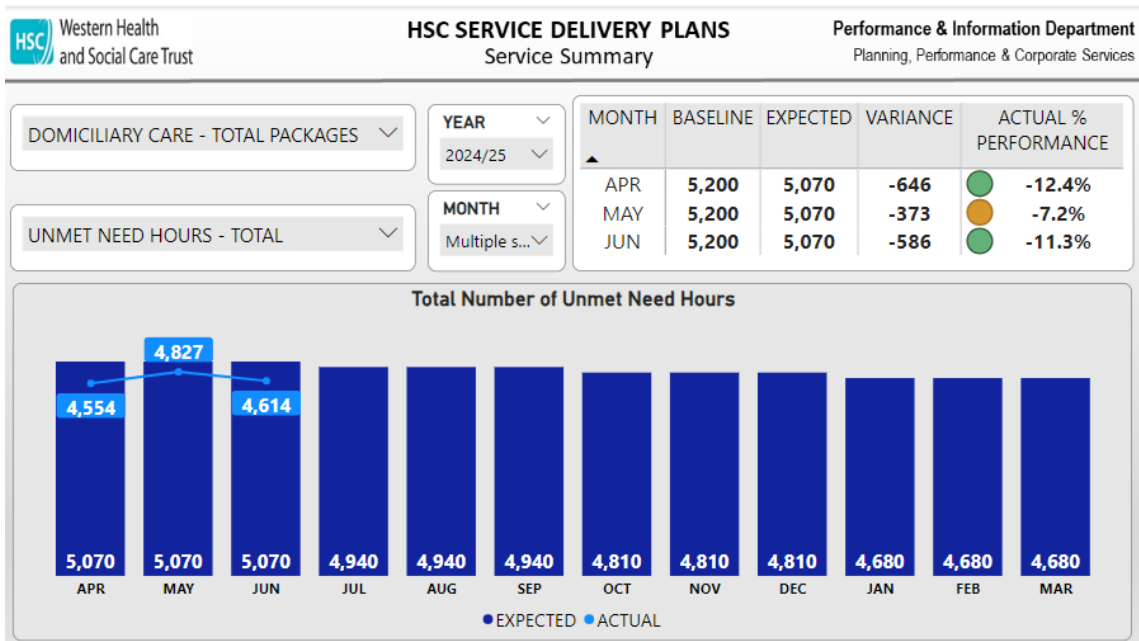 HSC
Western Health
and Social Care Trust
HSC SERVICE DELIVERY PLANS
Service Summary
Performance & Information Department
Planning, Performance & Corporate Services
DOMICILIARY CARE - TOTAL PACKAGES
UNMET NEED HOURS - TOTAL
YEAR
2024/25
MONTH
Multiple s...
MONTH BASELINE EXPECTED VARIANCE ACTUAL %
PERFORMANCE
APR 5,200 5,070 -646 -12.4%
MAY 5,200 5,070 -373 -7.2%
JUN 5,200 5,070 -586 -11.3%
Total Number of Unmet Need Hours
4,554 4,827 4,614
5,070 5,070 5,070 4,940 4,940 4,940 4,810 4,810 4,810 4,680 4,680 4,680
APR MAY JUN JUL AUG SEP OCT NOV DEC JAN FEB MAR
EXPECTED ACTUAL